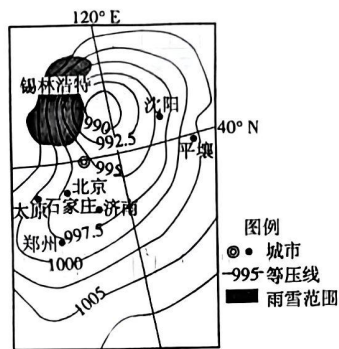 120° E
锡林浩特
沈阳
990
992.5
40° N
平壤
995
北京
太原
石家庄
济南
郑州
997.5
1000
1005
图例
城市
995
等压线
雨雪范围